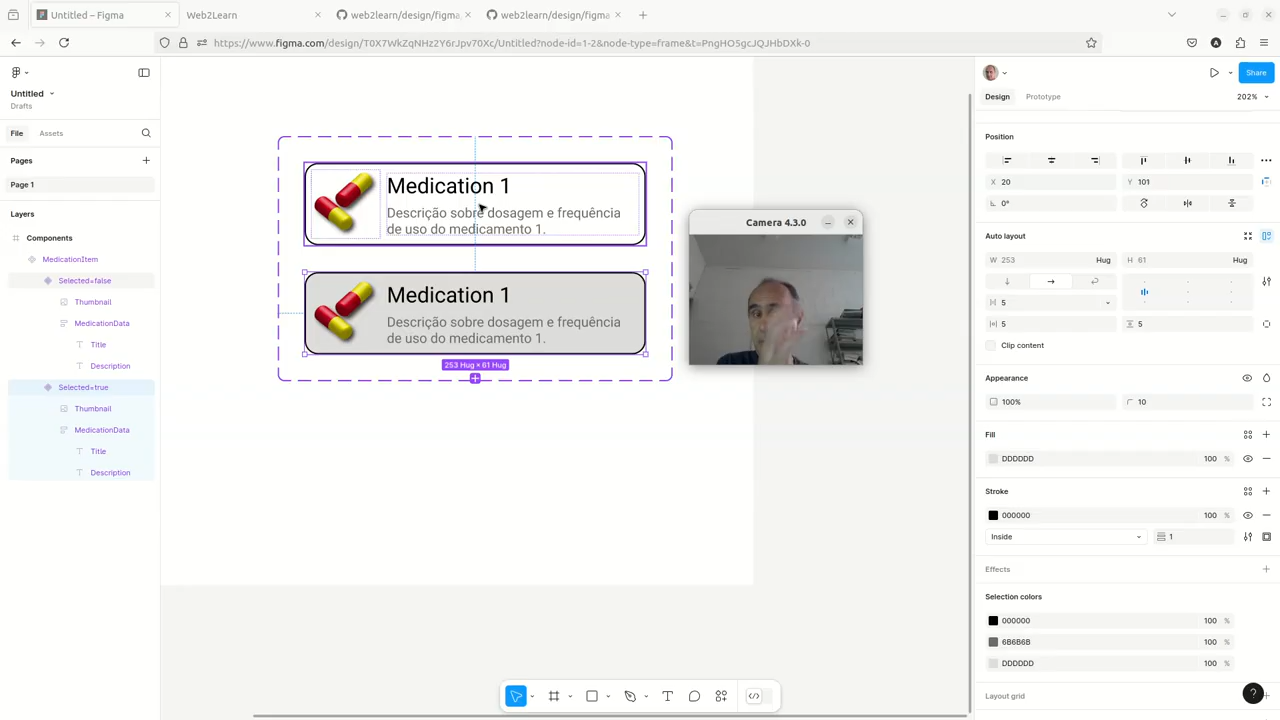 Untitled – Figma
Web2Learn
web2learn/design/figma
web2learn/design/figma
https://www.figma.com/design/T0X7WkZqNHz2Y6rJpv70Xc/Untitled?node-id=1-2&node-type=frame&t=PngHO5gcJQJHbDXk-0
Untitled
Drafts
File
Assets
Pages
Page 1
Layers
Components
MedicationItem
Selected=false
Thumbnail
MedicationData
Title
Description
Selected=true
Thumbnail
MedicationData
Title
Description
Medication 1
Descrição sobre dosagem e frequência
de uso do medicamento 1.
Medication 1
Descrição sobre dosagem e frequência
de uso do medicamento 1.
253 Hug × 61 Hug
Camera 4.3.0
Share
Design
Prototype
202%
Position
X 20
Y 101
0°
Auto layout
W 253 Hug
H 61 Hug
5
5
5
Clip content
Appearance
100%
10
Fill
DDDDDD 100 %
Stroke
000000 100 %
Inside
1
Effects
Selection colors
000000 100 %
6B6B6B 100 %
DDDDDD 100 %
Layout grid
?